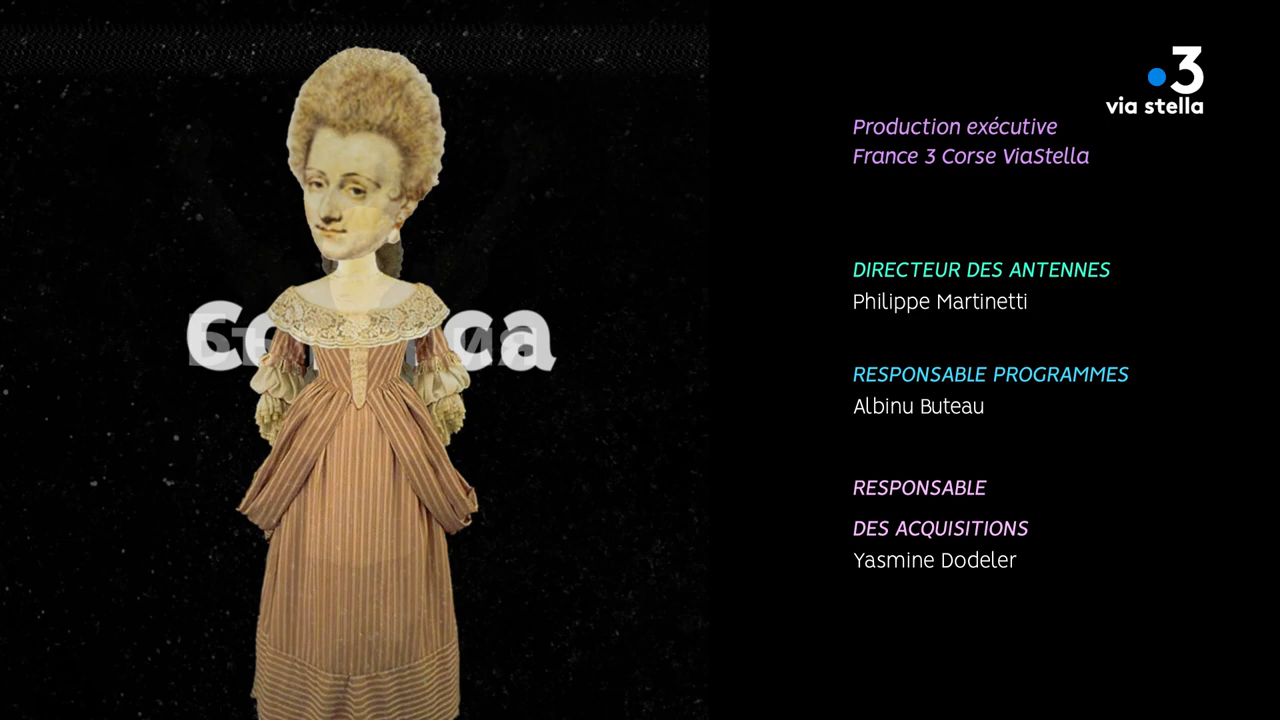 3
via stella
Production exécutive
France 3 Corse ViaStella
DIRECTEUR DES ANTENNES
Philippe Martinetti
RESPONSABLE PROGRAMMES
Albinu Buteau
RESPONSABLE
DES ACQUISITIONS
Yasmine Dodeler